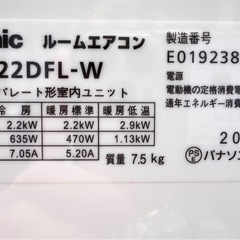 nic ルームエアコン
22DFL-W
パレート形室内ユニット
冷房 暖房標準 暖房低温
2.2kW 2.2kW 2.9kW
635W 470W 1.13kW
7.05A 5.20A
質量 7.5 kg
製造番号
E019238
電源
電動機の定格消
通年エネルギー消費
20
PS E
パナソ